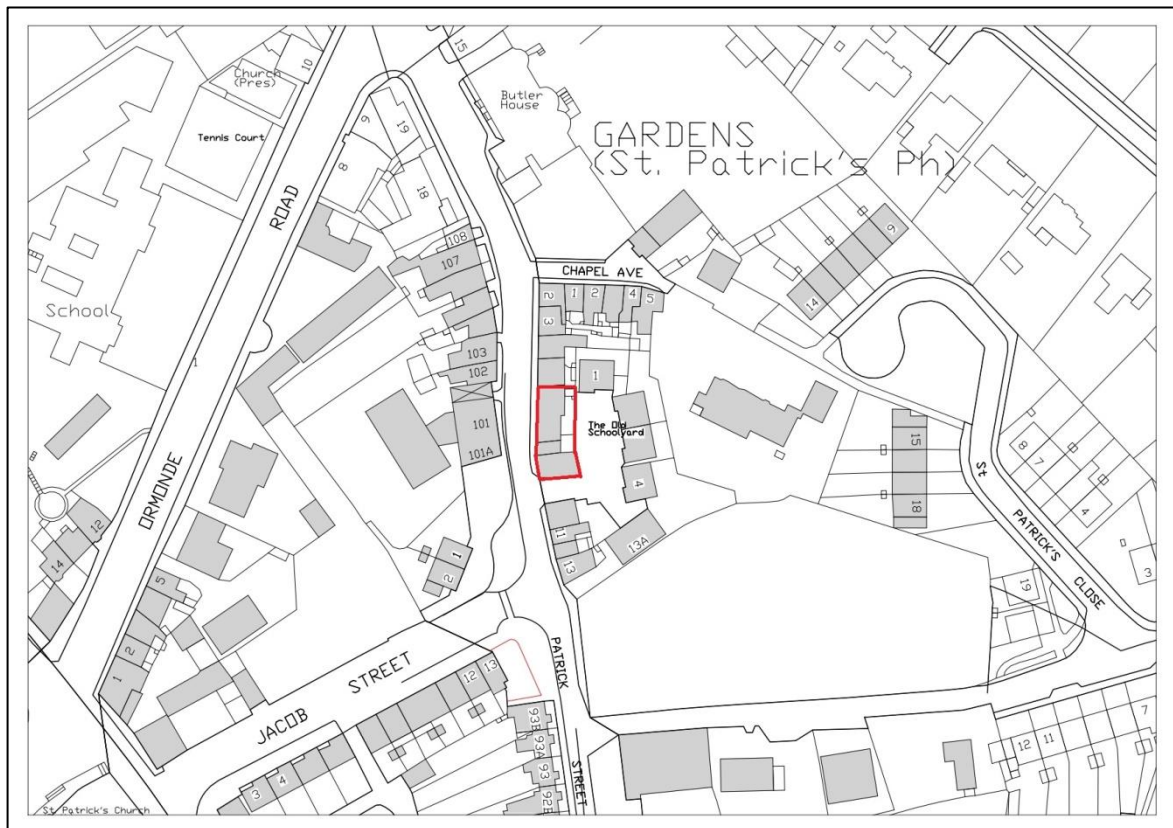 15
10
Church
(Pres)
Butler
House
Tennis Court
GARDENS
(St. Patrick's Ph)
9
19
8
18
ROAD
108
107
9
14
CHAPEL AVE
2
1
2
4
5
3
School
1
103
102
1
101
101A
The Old
Schoolyard
4
15
18
8
7
4
St
PATRICK'S
CLOSE
3
19
ORMONDE
12
14
11
13A
13
1
2
5
2
1
PATRICK
STREET
JACOB
STREET
12
13
93B
93A
93
92B
3
4
7
12
11
St Patrick's Church